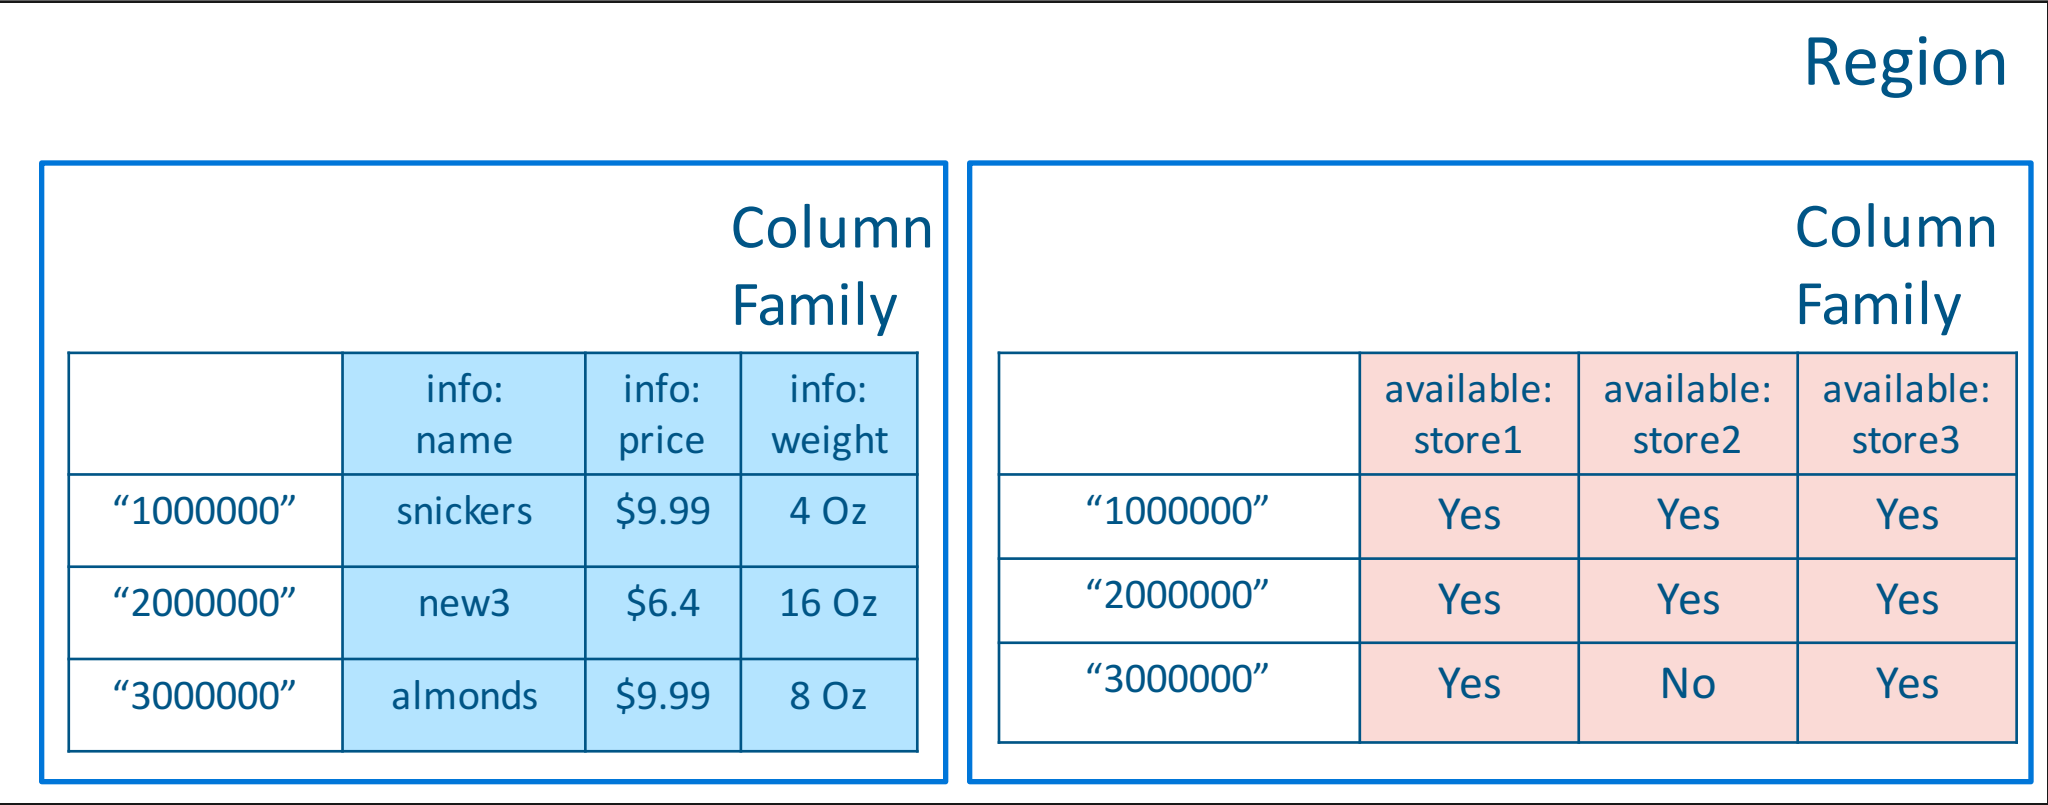 Region
Column
Family
info: info: info:
name price weight
“1000000” snickers $9.99 4 Oz
“2000000” new3 $6.4 16 Oz
“3000000” almonds $9.99 8 Oz
Column
Family
available: available: available:
store1 store2 store3
“1000000” Yes Yes Yes
“2000000” Yes Yes Yes
“3000000” Yes No Yes